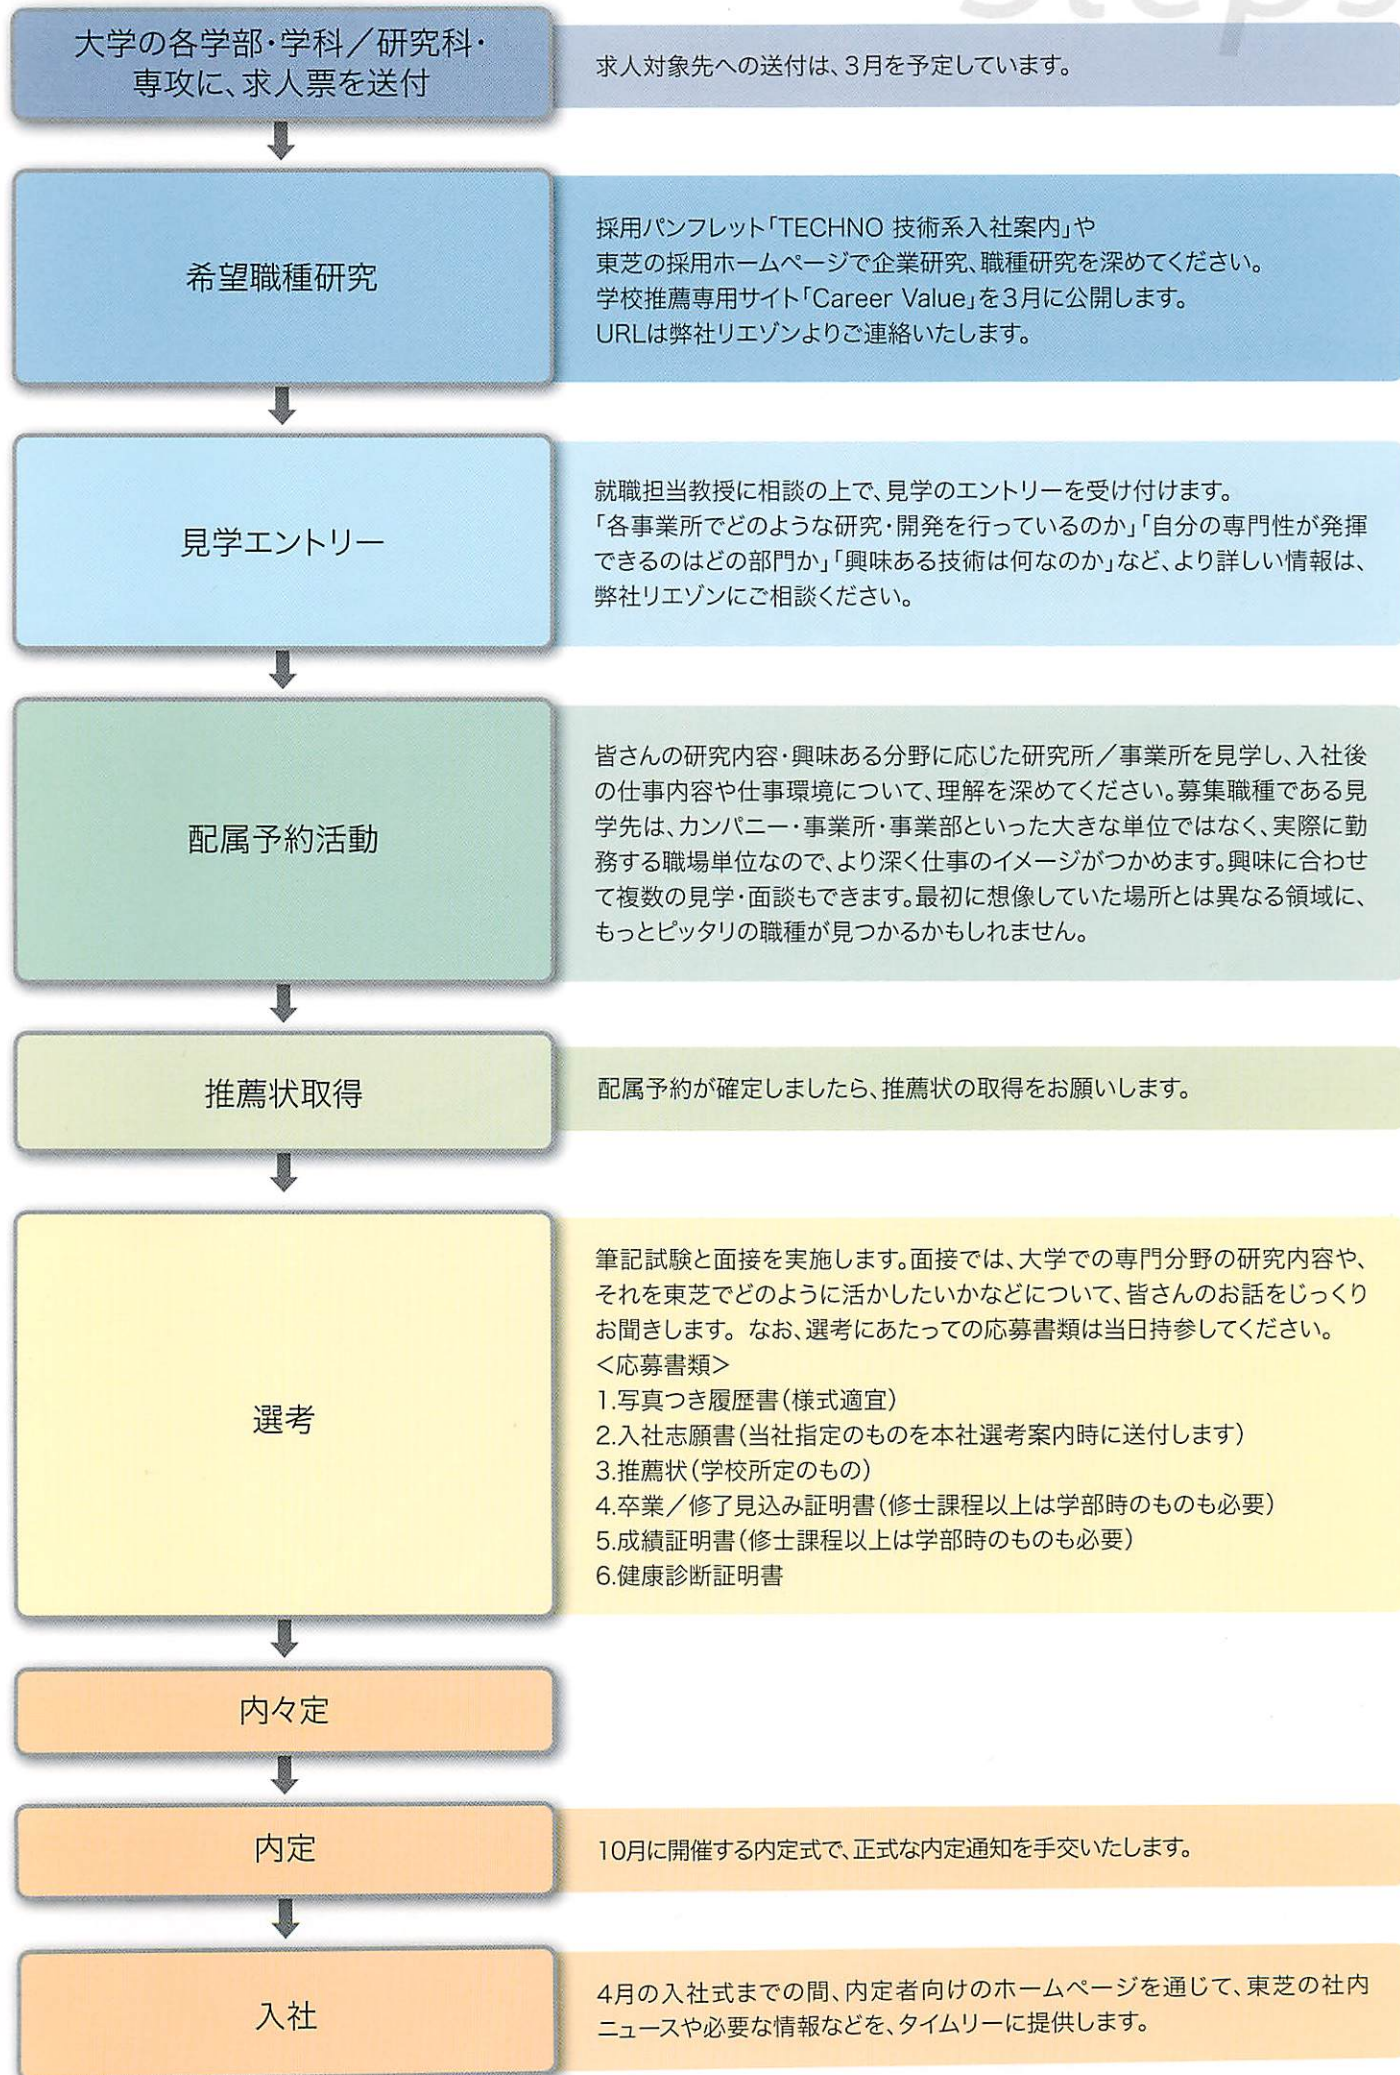 Steps
大学の各学部・学科／研究科・
専攻に、求人票を送付
求人対象先への送付は、3月を予定しています。
希望職種研究
採用パンフレット「TECHNO 技術系入社案内」や
東芝の採用ホームページで企業研究、職種研究を深めてください。
学校推薦専用サイト「Career Value」を3月に公開します。
URLは弊社リエゾンよりご連絡いたします。
見学エントリー
就職担当教授に相談の上で、見学のエントリーを受け付けます。
「各事業所でどのような研究・開発を行っているのか」「自分の専門性が発揮
できるのはどの部門か」「興味ある技術は何なのか」など、より詳しい情報は、
弊社リエゾンにご相談ください。
配属予約活動
皆さんの研究内容・興味ある分野に応じた研究所／事業所を見学し、入社後
の仕事内容や仕事環境について、理解を深めてください。募集職種である見
学先は、カンパニー・事業所・事業部といった大きな単位ではなく、実際に勤
務する職場単位なので、より深く仕事のイメージがつかめます。興味に合わせ
て複数の見学・面談もできます。最初に想像していた場所とは異なる領域に、
もっとピッタリの職種が見つかるかもしれません。
推薦状取得
配属予約が確定しましたら、推薦状の取得をお願いします。
選考
筆記試験と面接を実施します。面接では、大学での専門分野の研究内容や、
それを東芝でどのように活かしたいかなどについて、皆さんのお話をじっくり
お聞きします。なお、選考にあたっての応募書類は当日持参してください。
＜応募書類＞
1.写真つき履歴書（様式適宜）
2.入社志願書（当社指定のものを本社選考案内時に送付します）
3.推薦状（学校所定のもの）
4.卒業／修了見込み証明書（修士課程以上は学部時のものも必要）
5.成績証明書（修士課程以上は学部時のものも必要）
6.健康診断証明書
内々定
内定
10月に開催する内定式で、正式な内定通知を手交いたします。
入社
4月の入社式までの間、内定者向けのホームページを通じて、東芝の社内
ニュースや必要な情報などを、タイムリーに提供します。